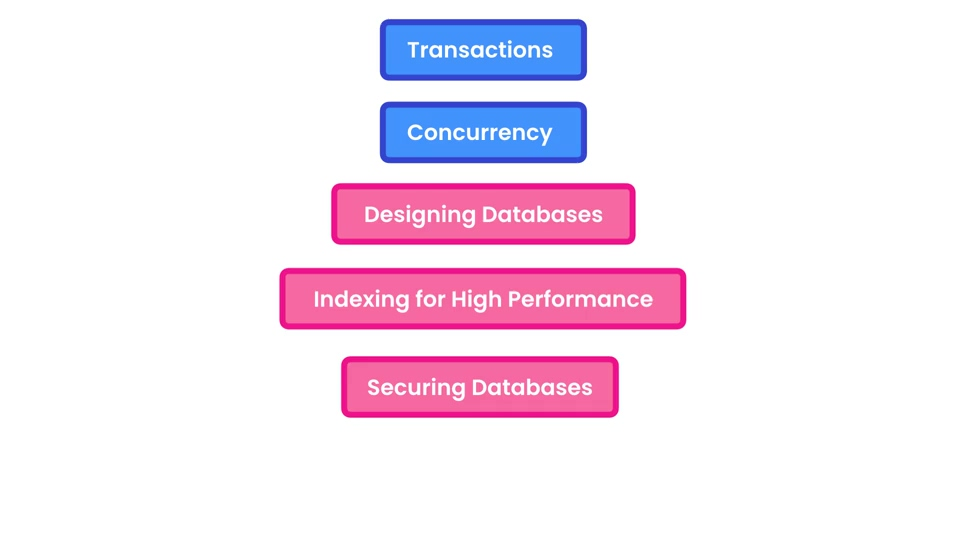 Transactions
Concurrency
Designing Databases
Indexing for High Performance
Securing Databases